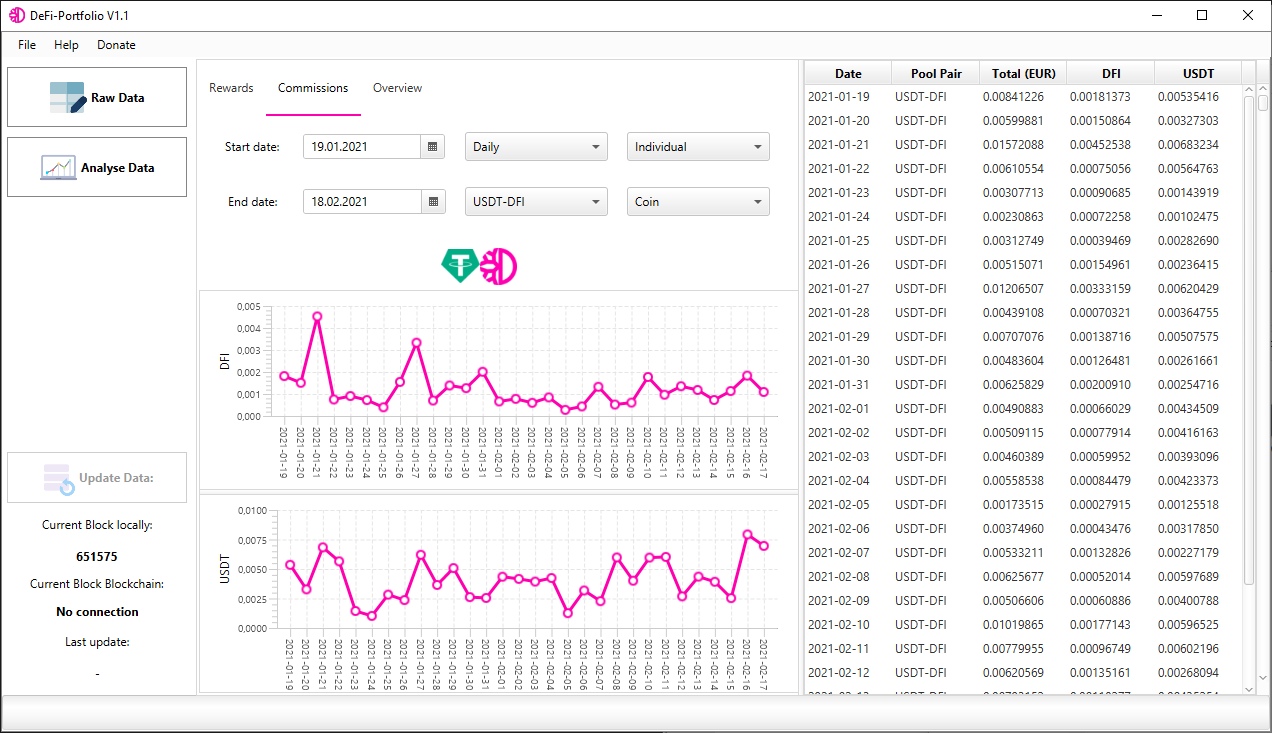 DeFi-Portfolio V1.1
File Help Donate
Raw Data
Analyse Data
Update Data:
Current Block locally:
651575
Current Block Blockchain:
No connection
Last update:
-
Rewards Commissions Overview
Start date: 19.01.2021 Daily Individual
End date: 18.02.2021 USDT-DFI Coin
DFI
0,005
0,004
0,003
0,002
0,001
0,000
2021-01-19 2021-01-20 2021-01-21 2021-01-22 2021-01-23 2021-01-24 2021-01-25 2021-01-26 2021-01-27 2021-01-28 2021-01-29 2021-01-30 2021-01-31 2021-02-01 2021-02-02 2021-02-03 2021-02-04 2021-02-05 2021-02-06 2021-02-07 2021-02-08 2021-02-09 2021-02-10 2021-02-11 2021-02-12 2021-02-13 2021-02-14 2021-02-15 2021-02-16 2021-02-17
USDT
0,0100
0,0075
0,0050
0,0025
0,0000
2021-01-19 2021-01-20 2021-01-21 2021-01-22 2021-01-23 2021-01-24 2021-01-25 2021-01-26 2021-01-27 2021-01-28 2021-01-29 2021-01-30 2021-01-31 2021-02-01 2021-02-02 2021-02-03 2021-02-04 2021-02-05 2021-02-06 2021-02-07 2021-02-08 2021-02-09 2021-02-10 2021-02-11 2021-02-12 2021-02-13 2021-02-14 2021-02-15 2021-02-16 2021-02-17
Date Pool Pair Total (EUR) DFI USDT
2021-01-19 USDT-DFI 0.00841226 0.00181373 0.00535416
2021-01-20 USDT-DFI 0.00599881 0.00150864 0.00327303
2021-01-21 USDT-DFI 0.01572088 0.00452538 0.00683234
2021-01-22 USDT-DFI 0.00610554 0.00075056 0.00564763
2021-01-23 USDT-DFI 0.00307713 0.00090685 0.00143919
2021-01-24 USDT-DFI 0.00230863 0.00072258 0.00102475
2021-01-25 USDT-DFI 0.00312749 0.00039469 0.00282690
2021-01-26 USDT-DFI 0.00515071 0.00154961 0.00236415
2021-01-27 USDT-DFI 0.01206507 0.00333159 0.00620429
2021-01-28 USDT-DFI 0.00439108 0.00070321 0.00364755
2021-01-29 USDT-DFI 0.00707076 0.00138716 0.00507575
2021-01-30 USDT-DFI 0.00483604 0.00126481 0.00261661
2021-01-31 USDT-DFI 0.00625829 0.00200910 0.00254716
2021-02-01 USDT-DFI 0.00490883 0.00066029 0.00434509
2021-02-02 USDT-DFI 0.00509115 0.00077914 0.00416163
2021-02-03 USDT-DFI 0.00460389 0.00059952 0.00393096
2021-02-04 USDT-DFI 0.00558538 0.00084479 0.00423373
2021-02-05 USDT-DFI 0.00173515 0.00027915 0.00125518
2021-02-06 USDT-DFI 0.00374960 0.00043476 0.00317850
2021-02-07 USDT-DFI 0.00533211 0.00132826 0.00227179
2021-02-08 USDT-DFI 0.00625677 0.00052014 0.00597689
2021-02-09 USDT-DFI 0.00506606 0.00060886 0.00400788
2021-02-10 USDT-DFI 0.01019865 0.00177143 0.00596525
2021-02-11 USDT-DFI 0.00779955 0.00096749 0.00602196
2021-02-12 USDT-DFI 0.00620569 0.00135161 0.00268094